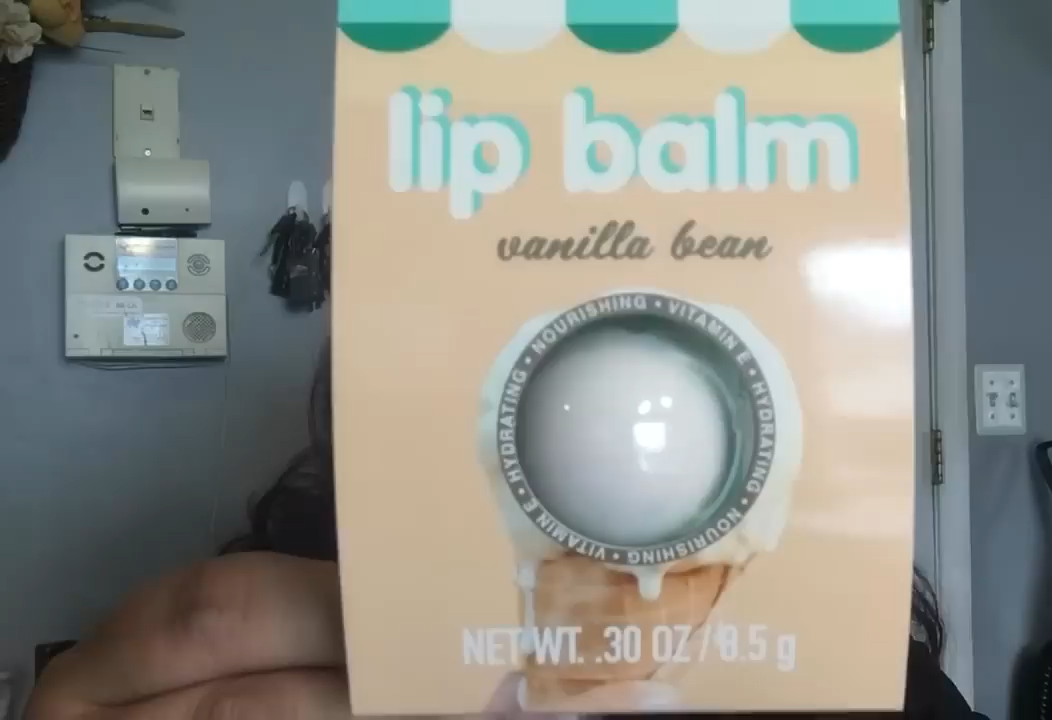 lip balm
vanilla bean
NOURISHING • VITAMIN E • HYDRATING • NOURISHING • VITAMIN E • HYDRATING •
NET WT. .30 OZ / 8.5 g